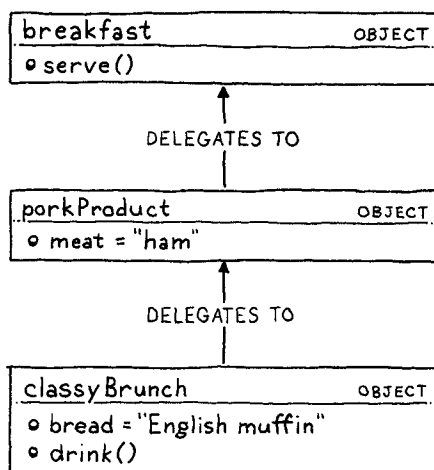 breakfast OBJECT
• serve()
DELEGATES TO
porkProduct OBJECT
• meat = "ham"
DELEGATES TO
classyBrunch OBJECT
• bread = "English muffin"
• drink()